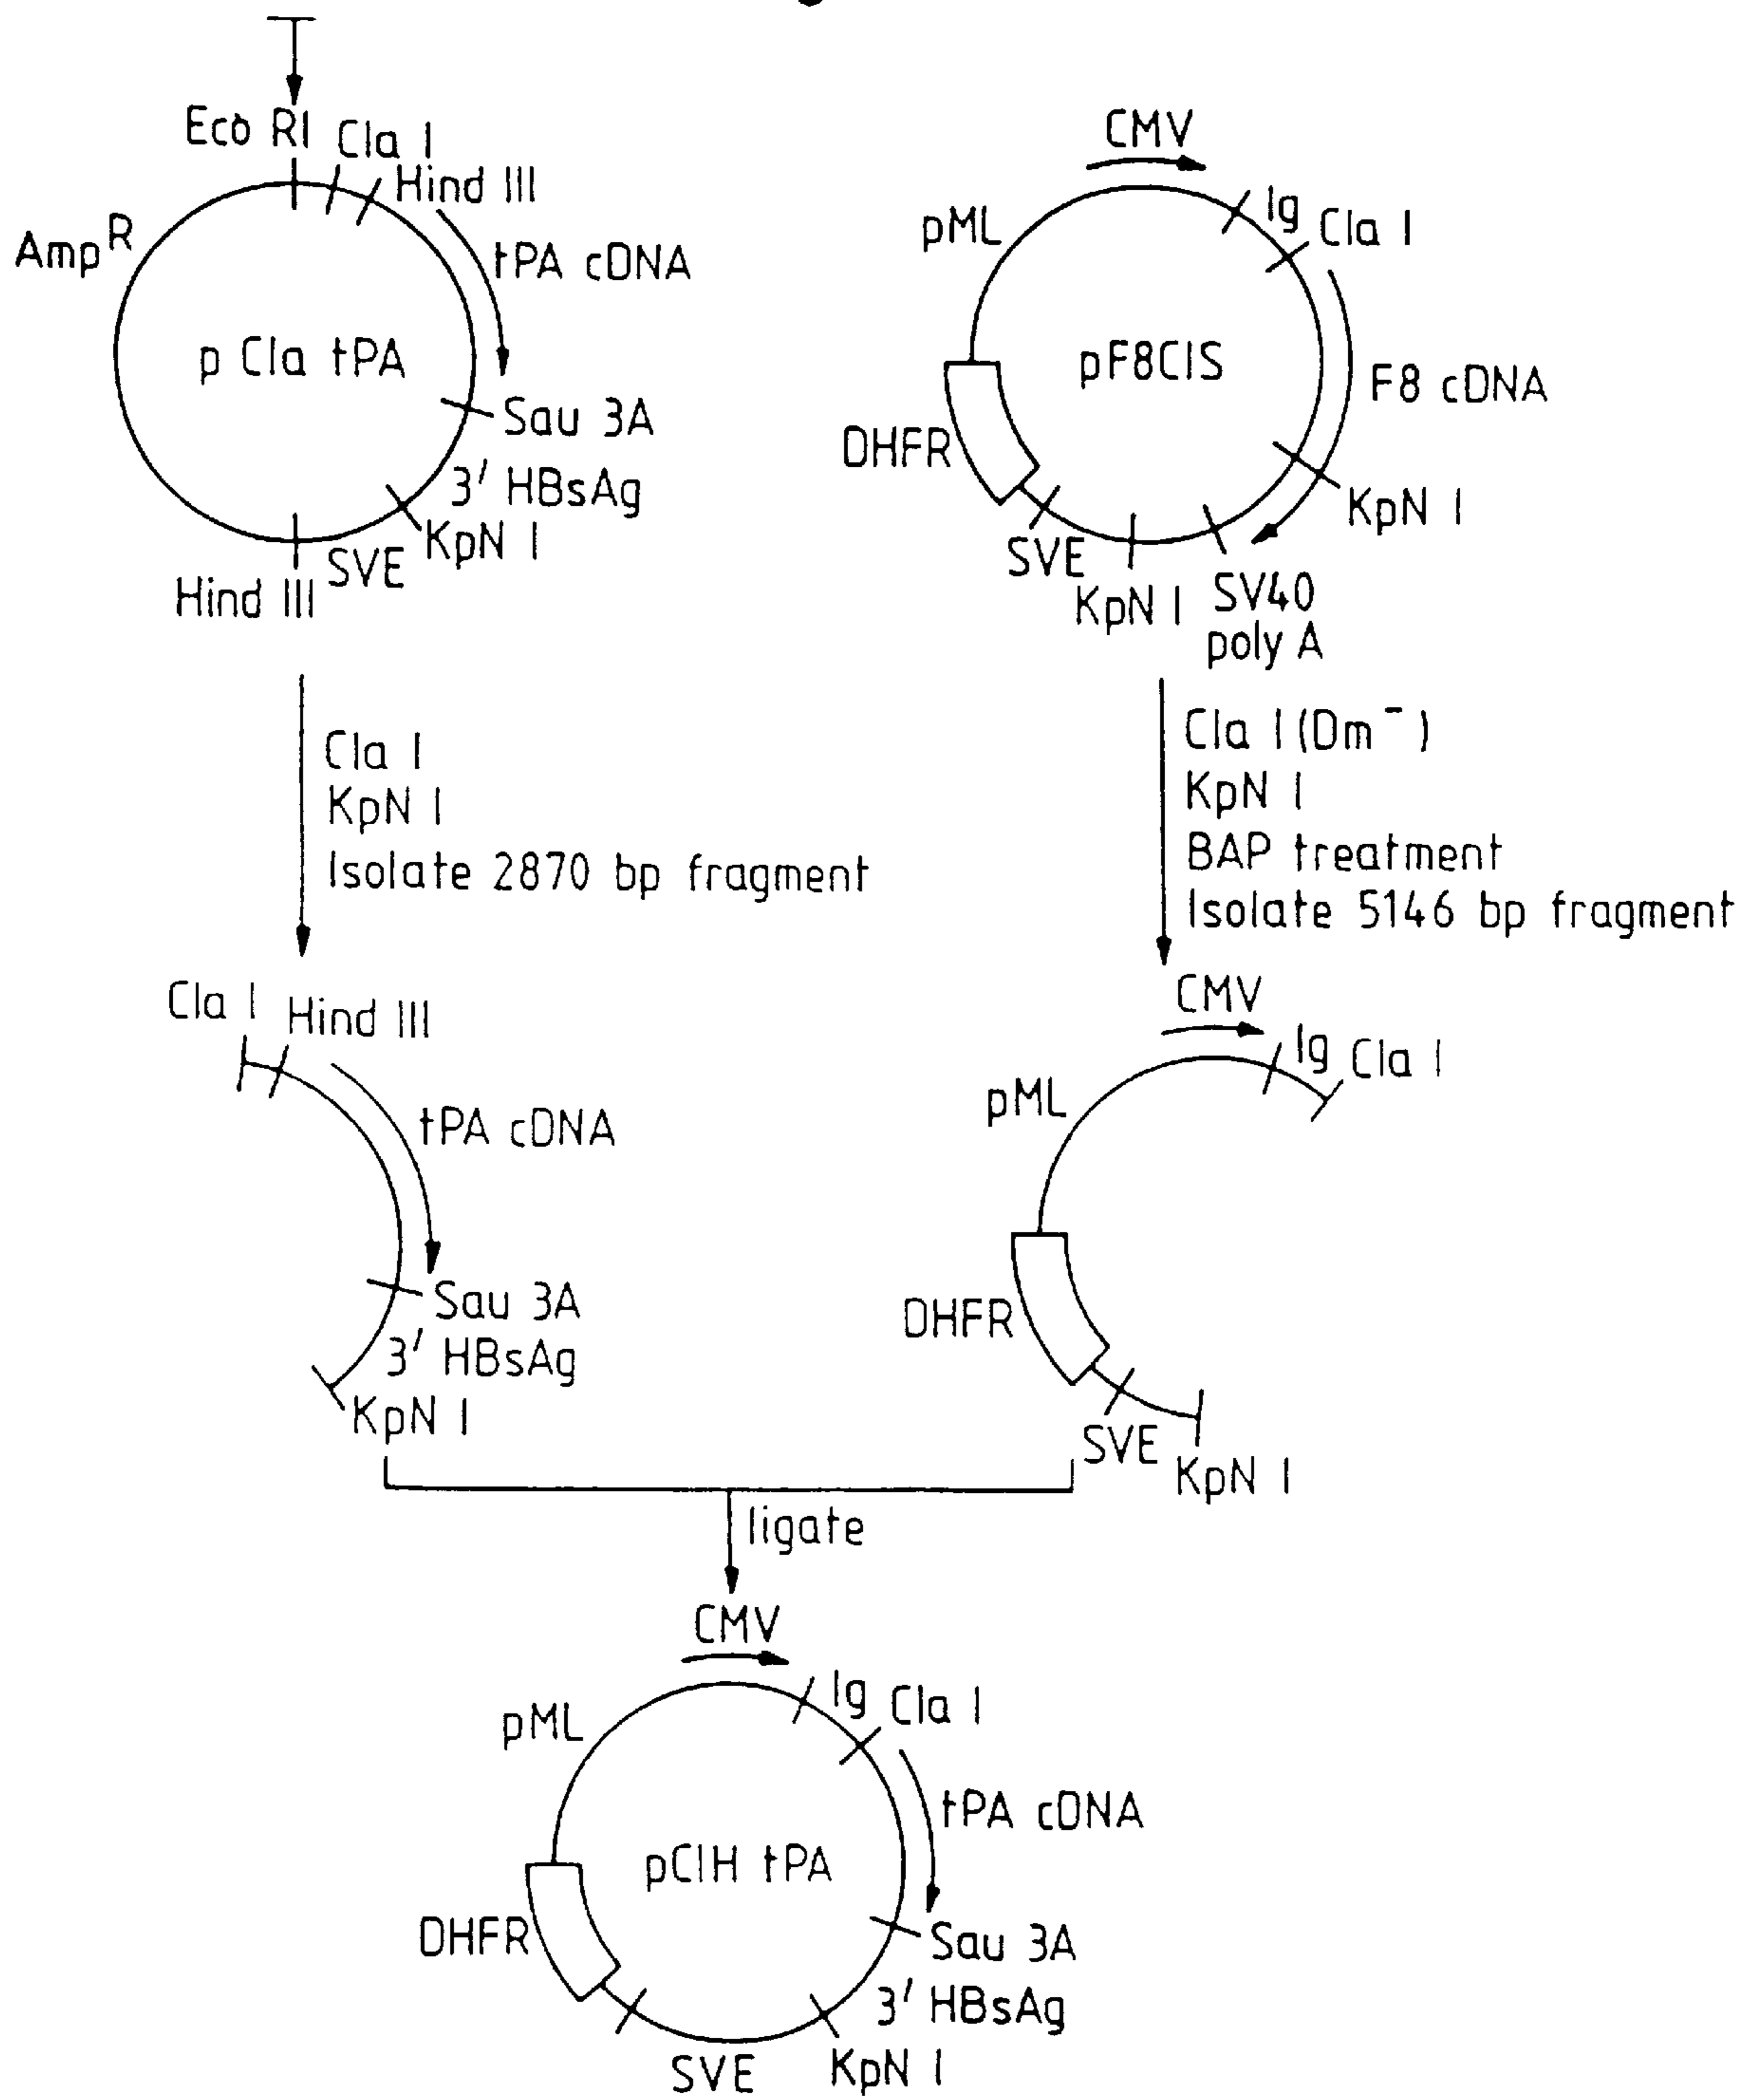 Eco RI
Cla I
Hind III
Amp R
tPA cDNA
p Cla tPA
Sau 3A
3' HBsAg
KpN I
SVE
Hind III
CMV
pML
Ig
Cla I
pF8CIS
F8 cDNA
DHFR
KpN I
SVE
KpN I
SV40
poly A
Cla I
KpN I
Isolate 2870 bp fragment
Cla I (Dm⁻)
KpN I
BAP treatment
Isolate 5146 bp fragment
Cla I
Hind III
tPA cDNA
Sau 3A
3' HBsAg
KpN I
CMV
Ig
Cla I
pML
DHFR
SVE
KpN I
ligate
CMV
Ig
Cla I
pML
tPA cDNA
pCIH tPA
DHFR
Sau 3A
3' HBsAg
SVE
KpN I